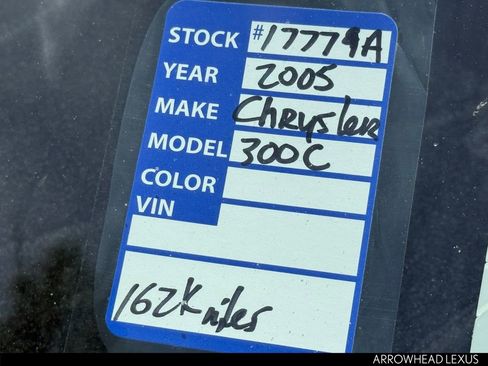 STOCK #17779A
YEAR 2005
MAKE Chrysler
MODEL 300C
COLOR
VIN
162K miles
ARROWHEAD LEXUS